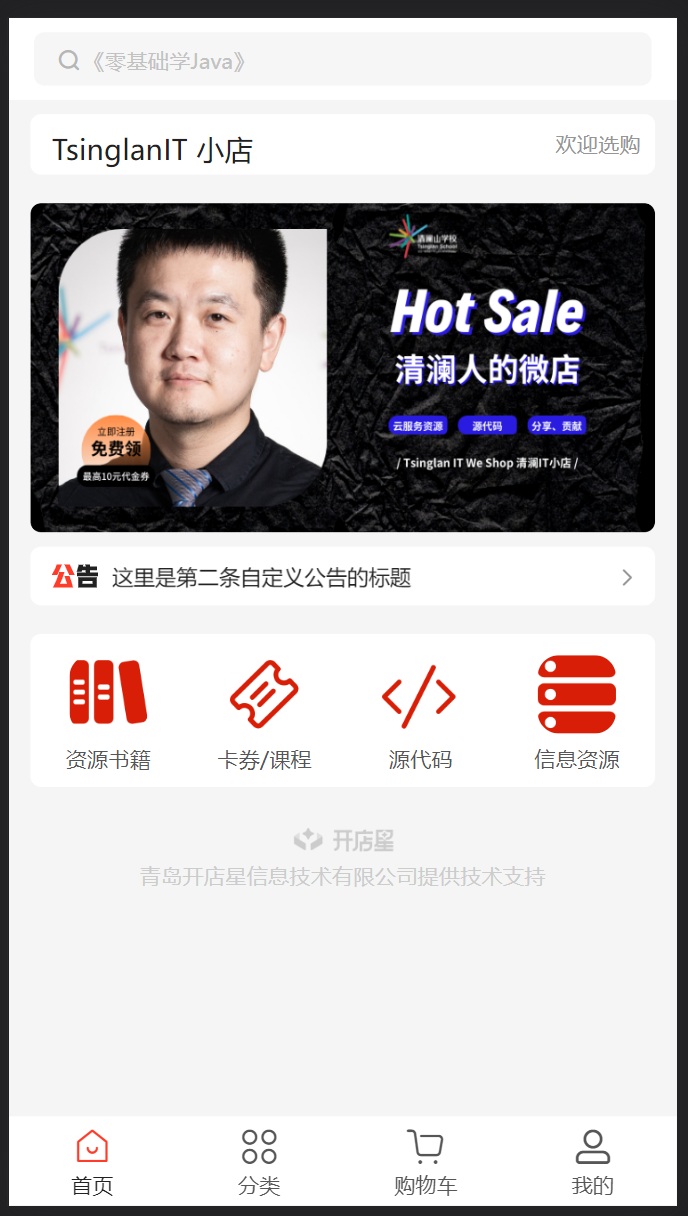 《零基础学Java》
TsinglanIT 小店
欢迎选购
清澜山学校
Tsinglan School
Hot Sale
清澜人的微店
云服务资源
源代码
分享、贡献
/ Tsinglan IT We Shop 清澜IT小店 /
立即注册
免费领
最高10元代金券
公告
这里是第二条自定义公告的标题
资源书籍
卡券/课程
源代码
信息资源
开店星
青岛开店星信息技术有限公司提供技术支持
首页
分类
购物车
我的